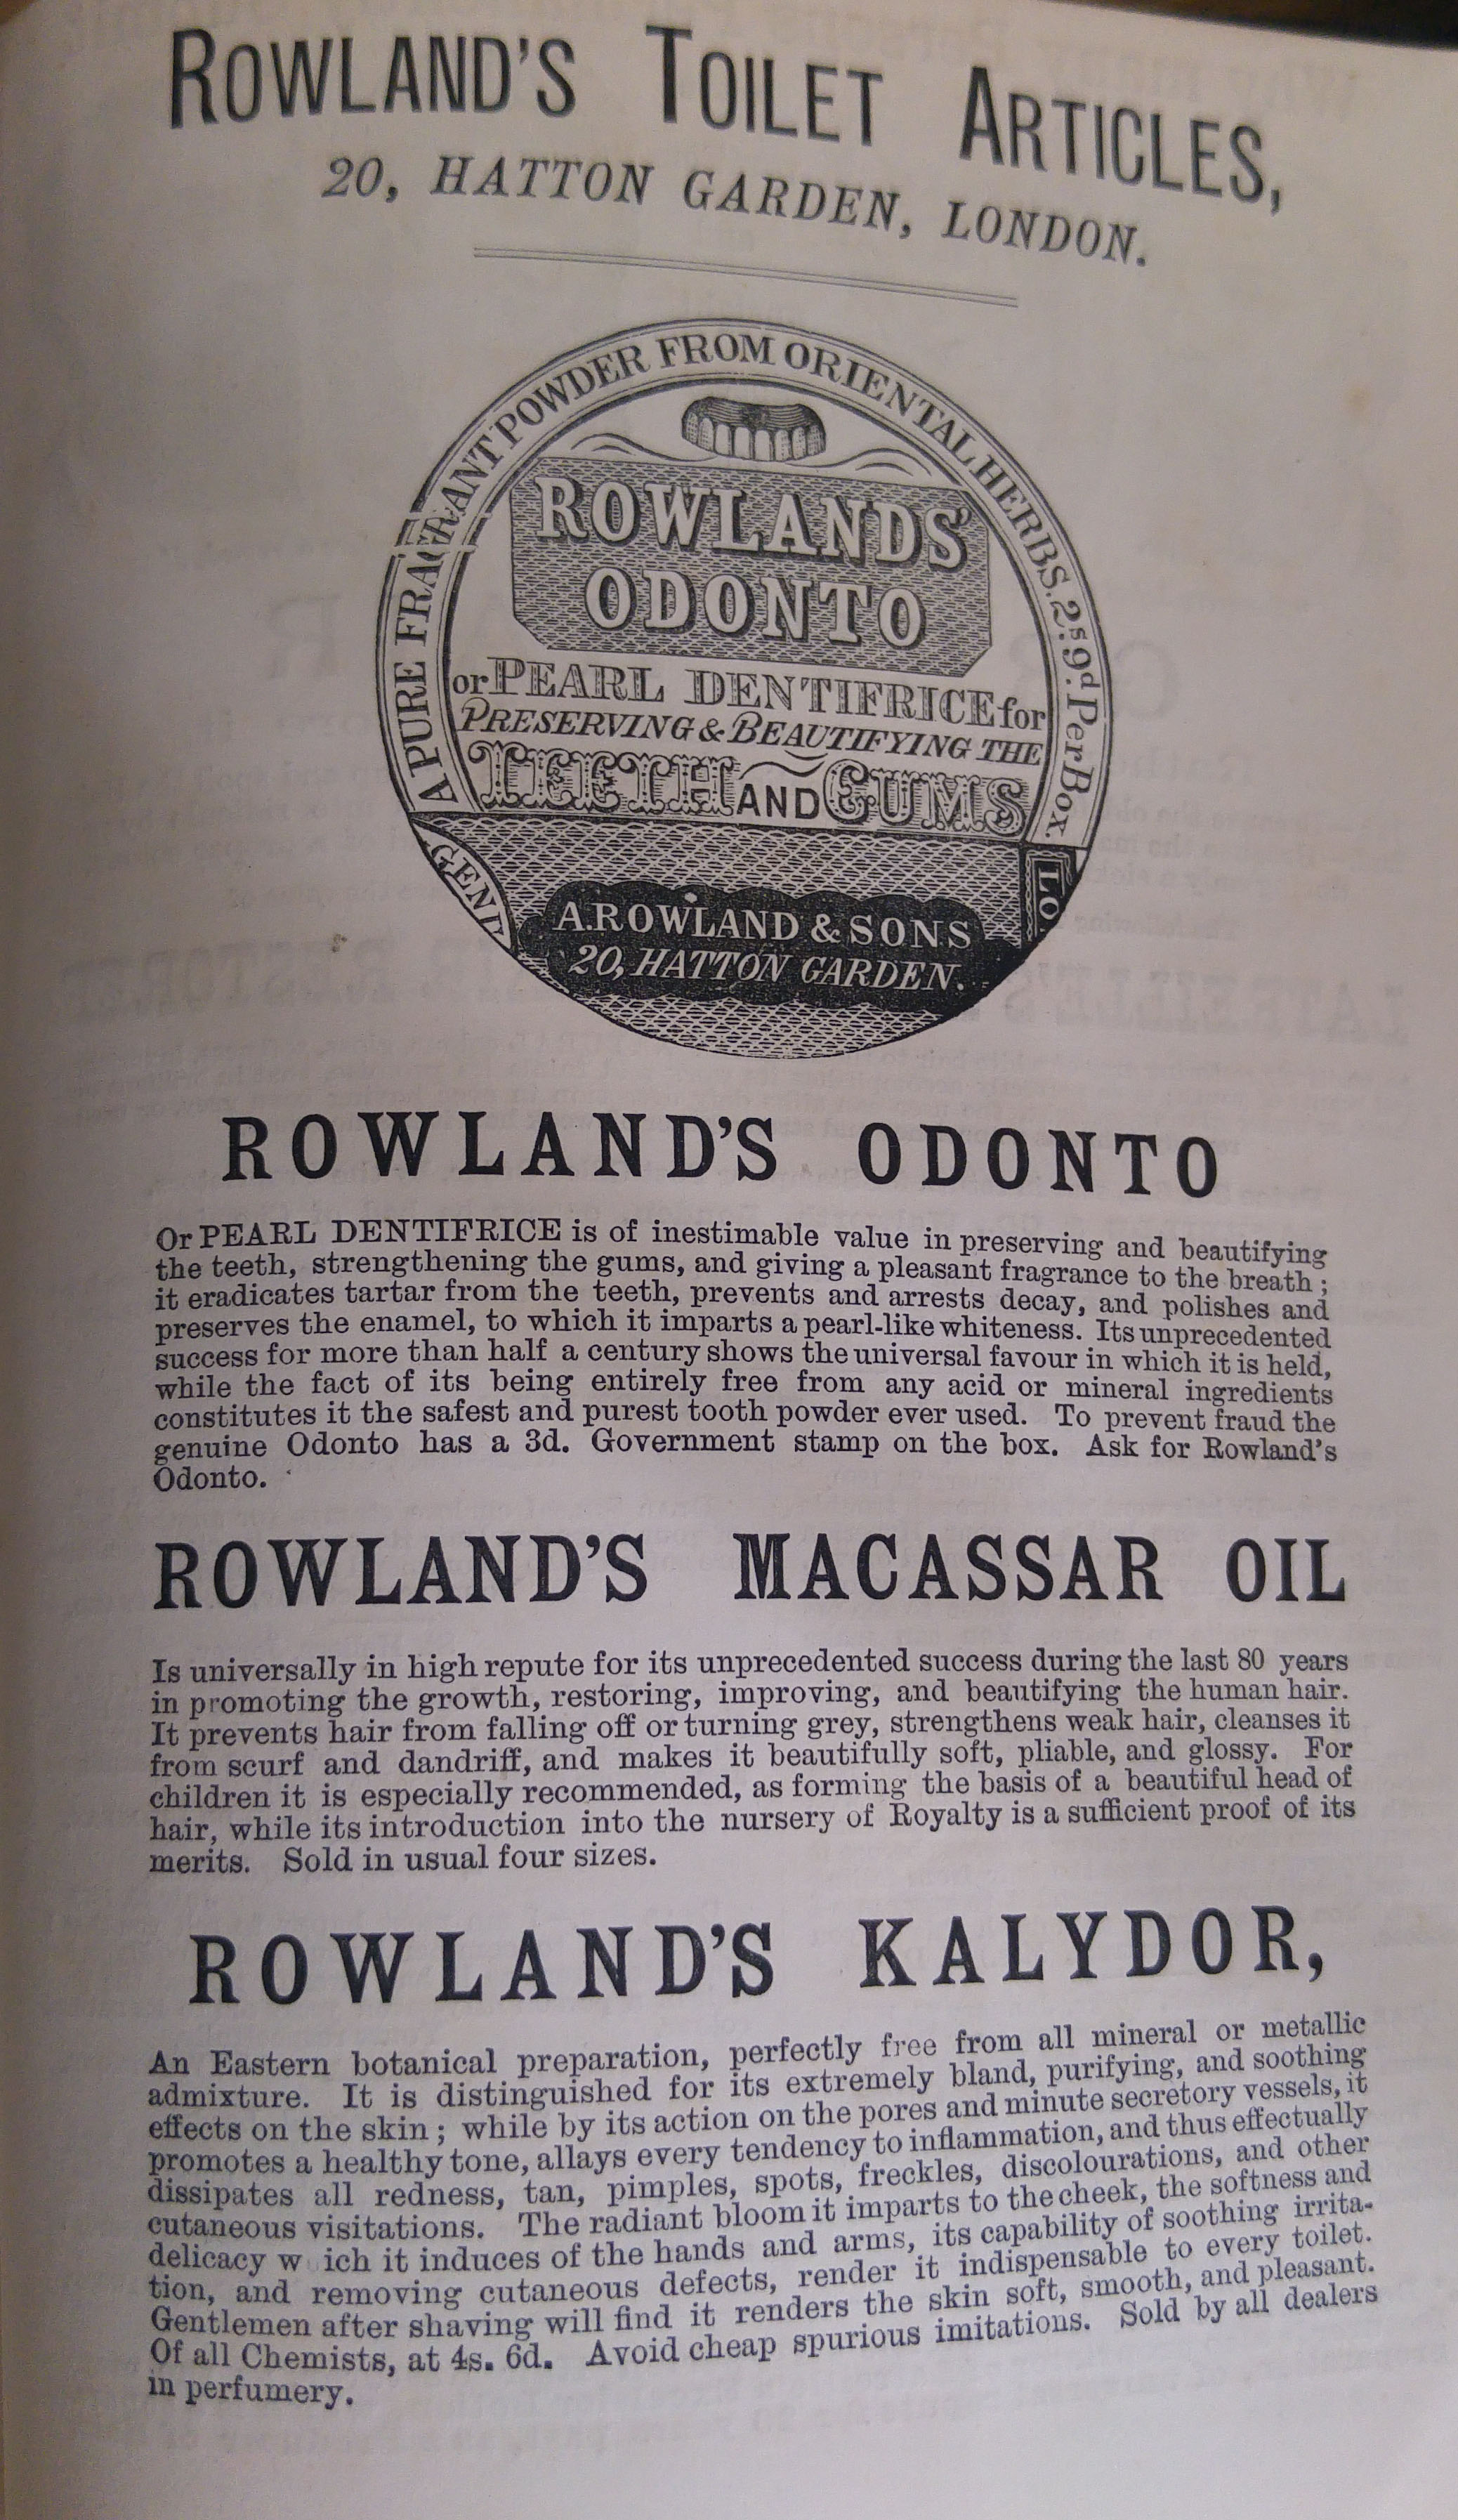 ROWLAND'S TOILET ARTICLES,
20, HATTON GARDEN, LONDON.
A PURE FRAGRANT POWDER FROM ORIENTAL HERBS. 2s 9d Per Box.
ROWLANDS'
ODONTO
or PEARL DENTIFRICE for
PRESERVING & BEAUTIFYING THE
TEETH AND GUMS
GEND
LO
A. ROWLAND & SONS
20, HATTON GARDEN.
ROWLAND'S ODONTO
Or PEARL DENTIFRICE is of inestimable value in preserving and beautifying
the teeth, strengthening the gums, and giving a pleasant fragrance to the breath ;
it eradicates tartar from the teeth, prevents and arrests decay, and polishes and
preserves the enamel, to which it imparts a pearl-like whiteness. Its unprecedented
success for more than half a century shows the universal favour in which it is held,
while the fact of its being entirely free from any acid or mineral ingredients
constitutes it the safest and purest tooth powder ever used. To prevent fraud the
genuine Odonto has a 3d. Government stamp on the box. Ask for Rowland's
Odonto.
ROWLAND'S MACASSAR OIL
Is universally in high repute for its unprecedented success during the last 80 years
in promoting the growth, restoring, improving, and beautifying the human hair.
It prevents hair from falling off or turning grey, strengthens weak hair, cleanses it
from scurf and dandriff, and makes it beautifully soft, pliable, and glossy. For
children it is especially recommended, as forming the basis of a beautiful head of
hair, while its introduction into the nursery of Royalty is a sufficient proof of its
merits. Sold in usual four sizes.
ROWLAND'S KALYDOR,
An Eastern botanical preparation, perfectly free from all mineral or metallic
admixture. It is distinguished for its extremely bland, purifying, and soothing
effects on the skin ; while by its action on the pores and minute secretory vessels, it
promotes a healthy tone, allays every tendency to inflammation, and thus effectually
dissipates all redness, tan, pimples, spots, freckles, discolourations, and other
cutaneous visitations. The radiant bloom it imparts to the cheek, the softness and
delicacy w ich it induces of the hands and arms, its capability of soothing irrita-
tion, and removing cutaneous defects, render it indispensable to every toilet.
Gentlemen after shaving will find it renders the skin soft, smooth, and pleasant.
Of all Chemists, at 4s. 6d. Avoid cheap spurious imitations. Sold by all dealers
in perfumery.